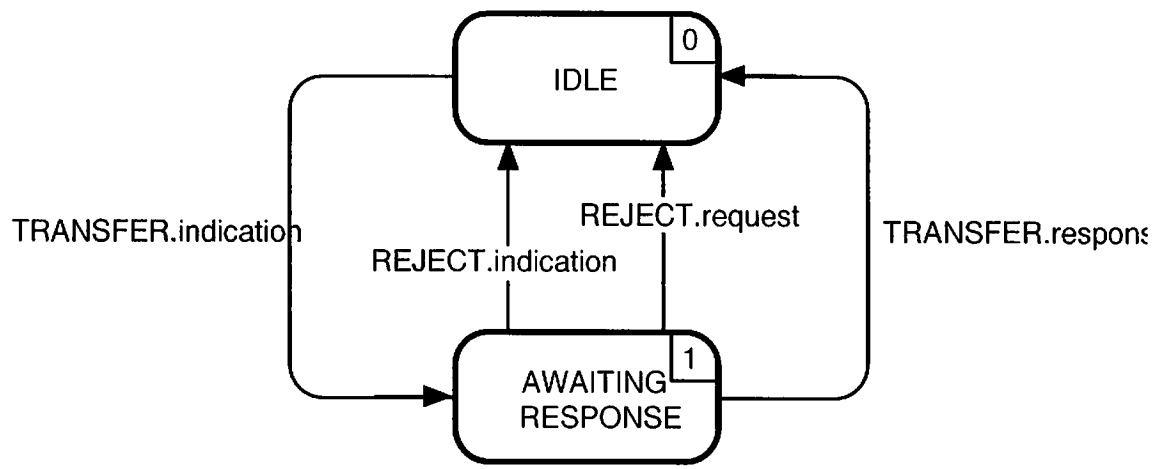 0
IDLE
TRANSFER.indication
REJECT.request
TRANSFER.respons
REJECT.indication
1
AWAITING
RESPONSE